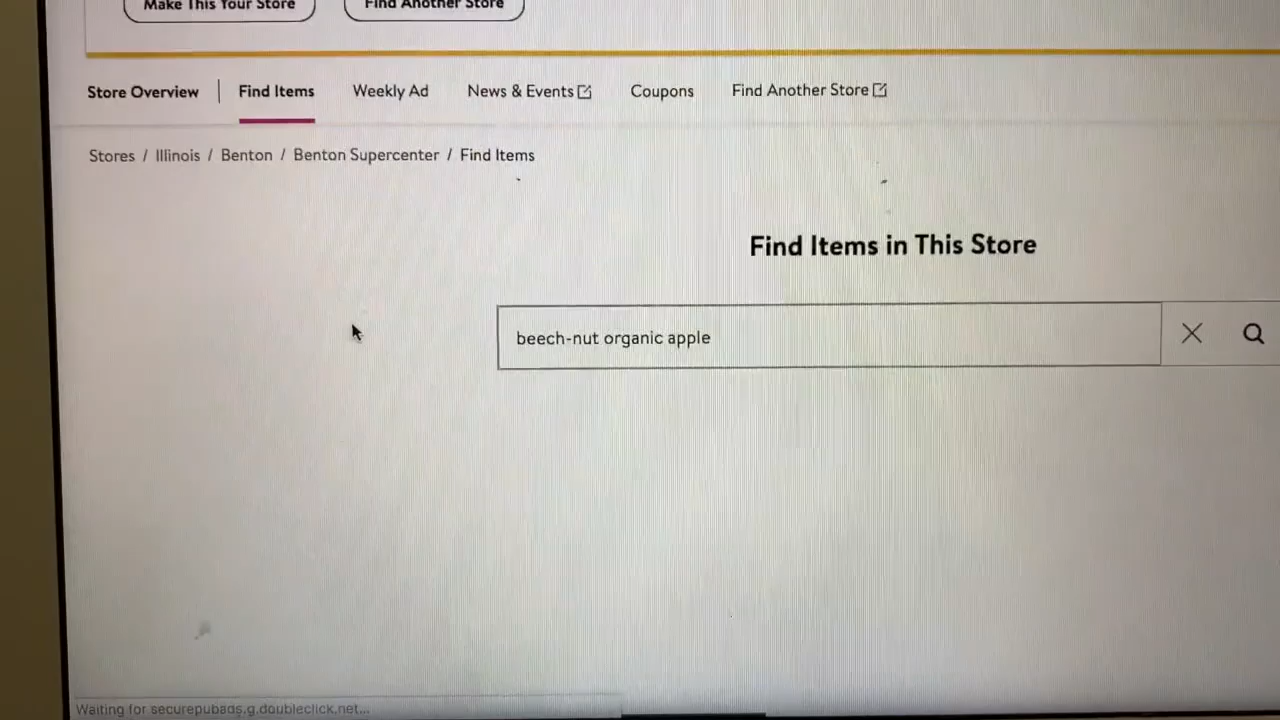 Make This Your Store Find Another Store
Store Overview | Find Items Weekly Ad News & Events Coupons Find Another Store
Stores / Illinois / Benton / Benton Supercenter / Find Items
Find Items in This Store
beech-nut organic apple
Waiting for securepubads.g.doubleclick.net...